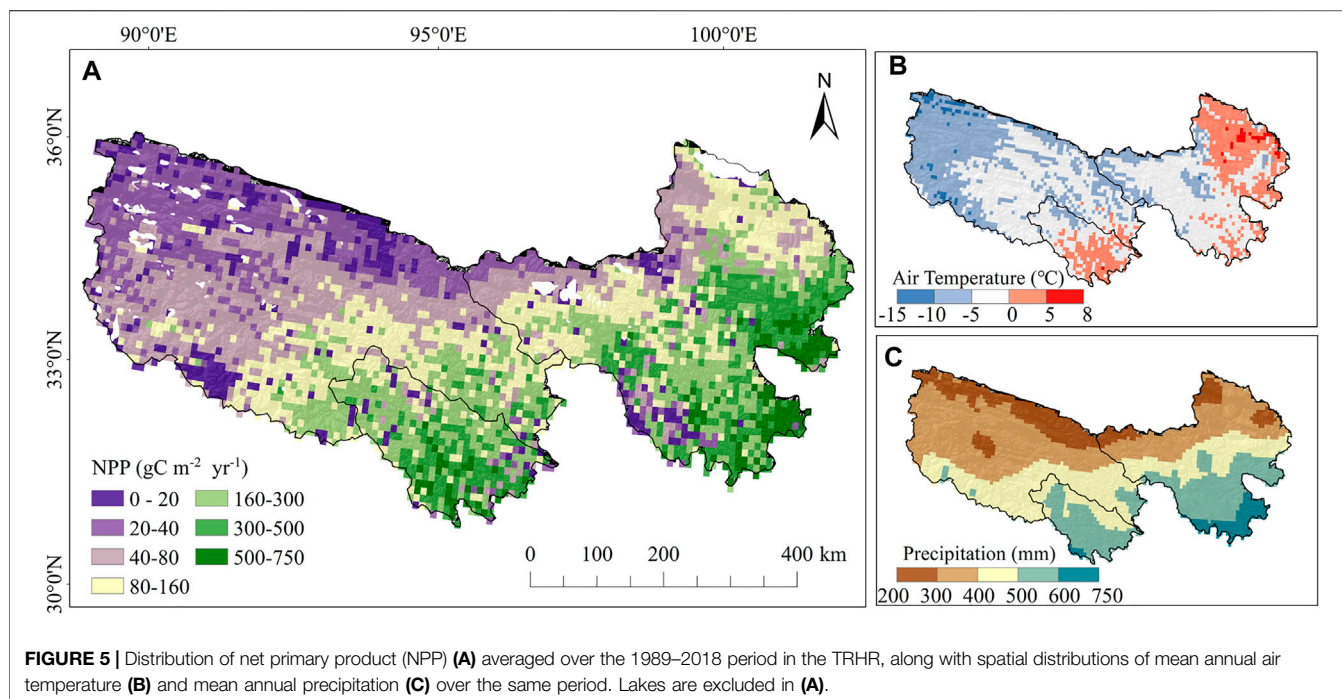 90°0'E 95°0'E 100°0'E
A
N
36°0'N
33°0'N
30°0'N
NPP (gC m⁻² yr⁻¹)
0 - 20
20-40
40-80
80-160
160-300
300-500
500-750
0 100 200 400 km
B
Air Temperature (°C)
-15 -10 -5 0 5 8
C
Precipitation (mm)
200 300 400 500 600 750
FIGURE 5 | Distribution of net primary product (NPP) (A) averaged over the 1989–2018 period in the TRHR, along with spatial distributions of mean annual air
temperature (B) and mean annual precipitation (C) over the same period. Lakes are excluded in (A).